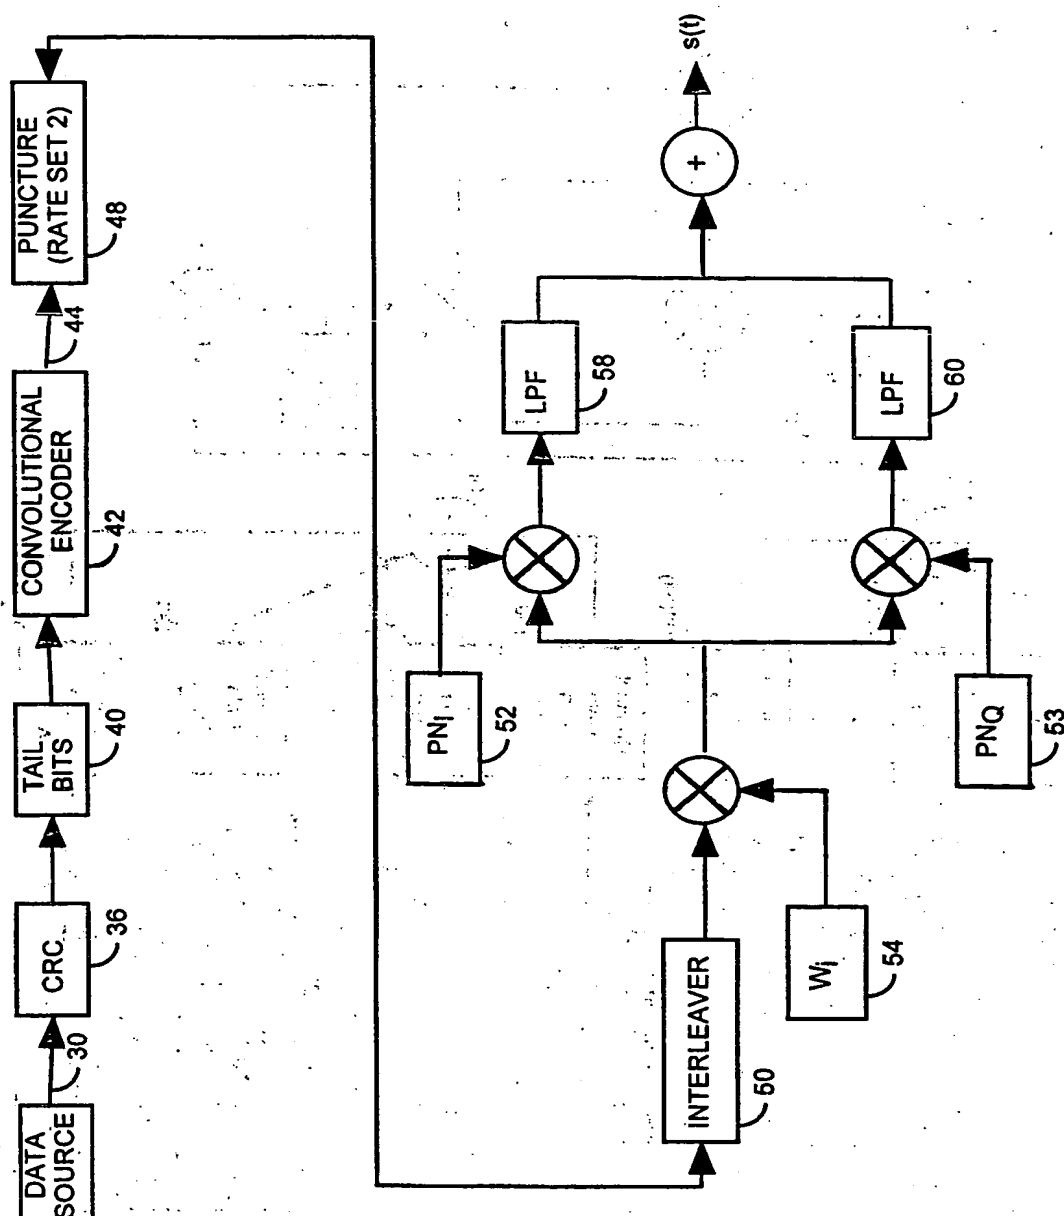 DATA
SOURCE
30
CRC
36
TAIL
BITS
40
CONVOLUTIONAL
ENCODER
42
44
PUNCTURE
(RATE SET 2)
48
INTERLEAVER
50
Wi
54
PNI
52
PNQ
53
LPF
58
LPF
60
+
s(t)